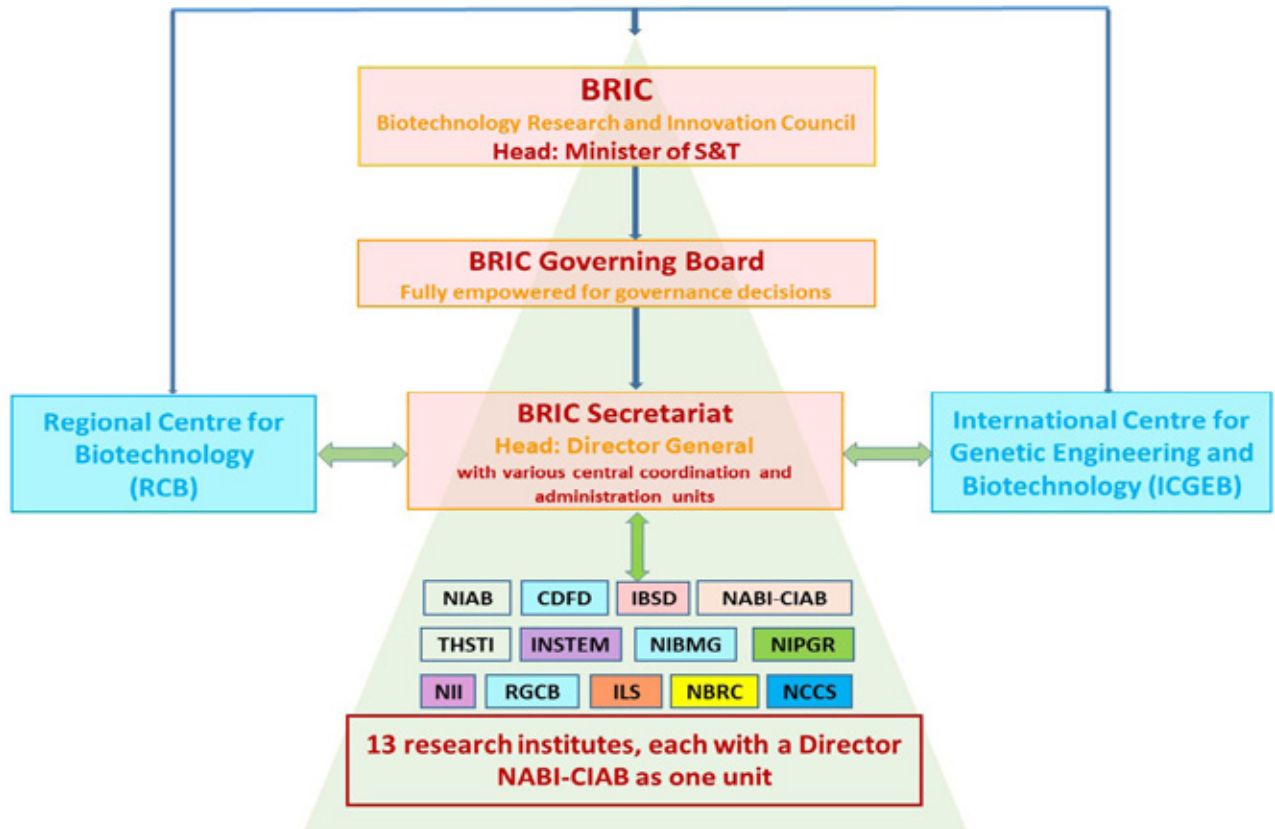 BRIC
Biotechnology Research and Innovation Council
Head: Minister of S&T
BRIC Governing Board
Fully empowered for governance decisions
Regional Centre for
Biotechnology
(RCB)
BRIC Secretariat
Head: Director General
with various central coordination and
administration units
International Centre for
Genetic Engineering and
Biotechnology (ICGEB)
NIAB CDFD IBSD NABI-CIAB
THSTI INSTEM NIBMG NIPGR
NII RGCB ILS NBRC NCCS
13 research institutes, each with a Director
NABI-CIAB as one unit